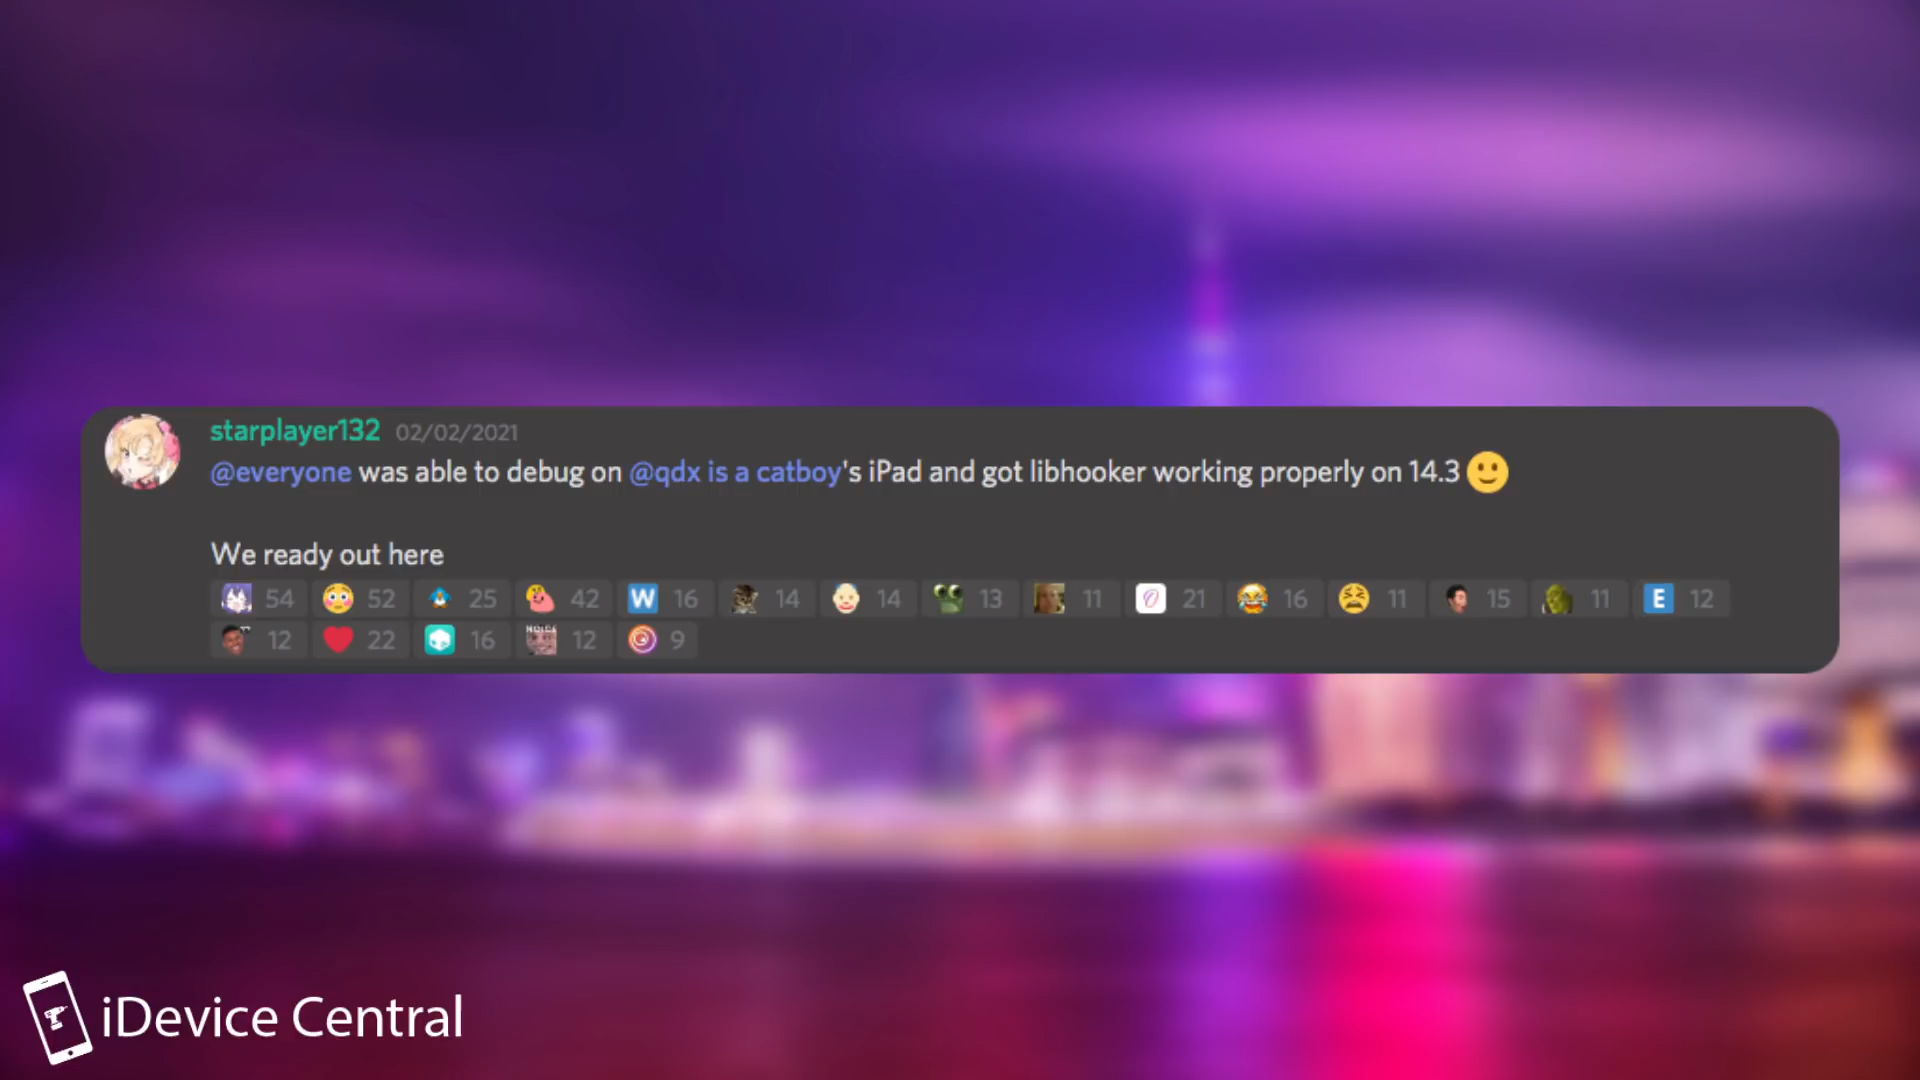 starplayer132 02/02/2021
@everyone was able to debug on @qdx is a catboy's iPad and got libhooker working properly on 14.3
We ready out here
54 52 25 42 W 16 14 14 13 11 21 16 11 15 11 E 12
12 22 16 NOICE 12 9
iDevice Central